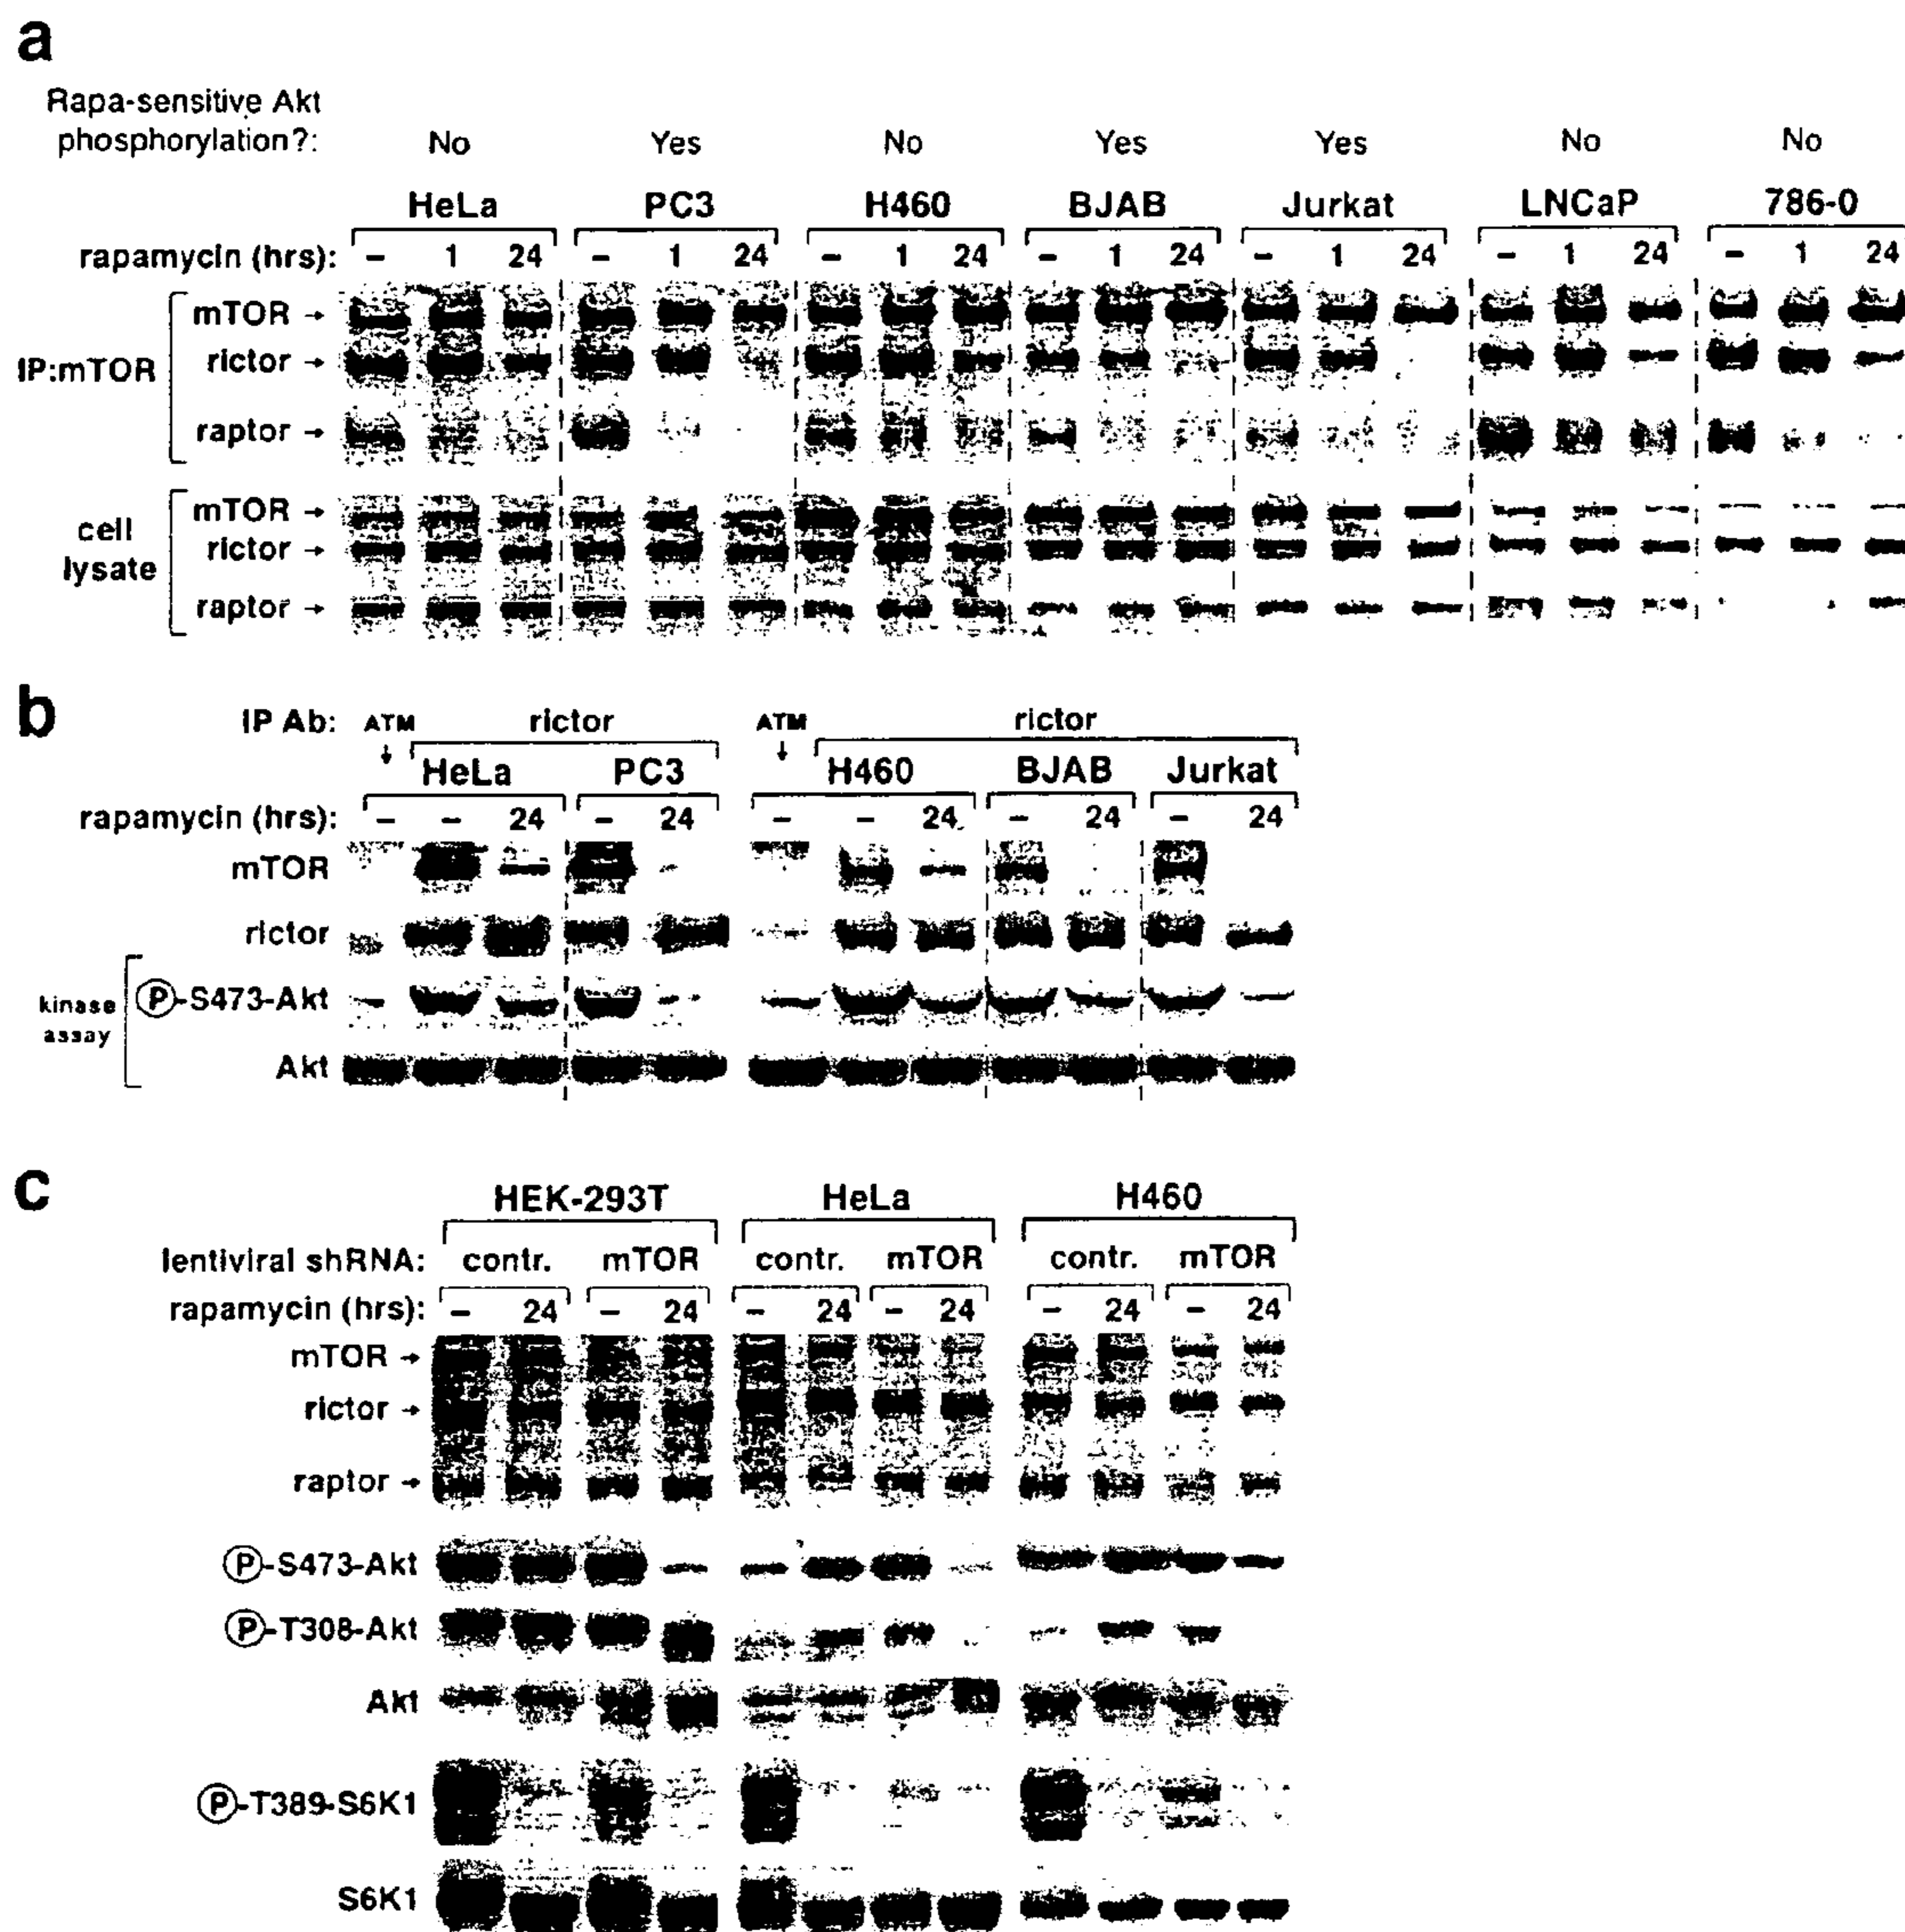 a
Rapa-sensitive Akt
phosphorylation?: No Yes No Yes Yes No No
HeLa PC3 H460 BJAB Jurkat LNCaP 786-0
rapamycin (hrs): – 1 24 – 1 24 – 1 24 – 1 24 – 1 24 – 1 24 – 1 24
IP:mTOR
mTOR →
rictor →
raptor →
cell
lysate
mTOR →
rictor →
raptor →
b
IP Ab: ATM rictor ATM rictor
↓ ↓
HeLa PC3 H460 BJAB Jurkat
rapamycin (hrs): – – 24 – 24 – – 24 – 24 – 24
mTOR
rictor
kinase
assay
P-S473-Akt
Akt
c
HEK-293T HeLa H460
lentiviral shRNA: contr. mTOR contr. mTOR contr. mTOR
rapamycin (hrs): – 24 – 24 – 24 – 24 – 24 – 24
mTOR →
rictor →
raptor →
P-S473-Akt
P-T308-Akt
Akt
P-T389-S6K1
S6K1